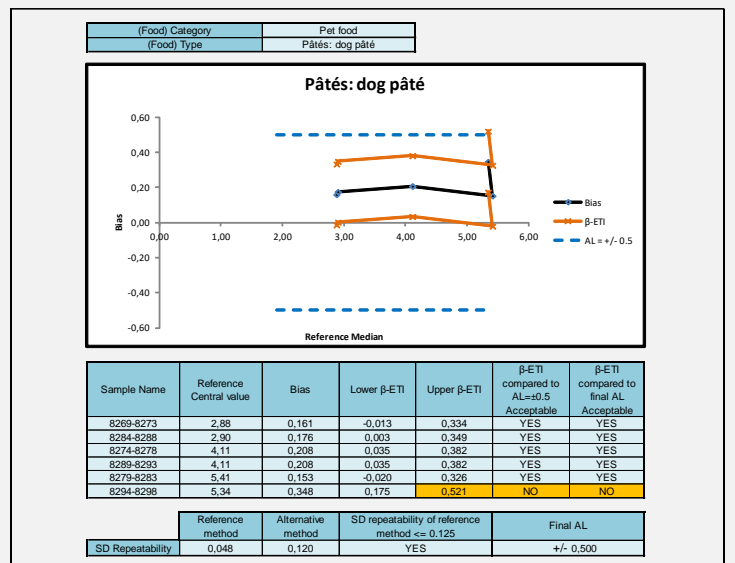 (Food) Category Pet food
(Food) Type Pâtés: dog pâté
Pâtés: dog pâté
0,60
0,40
0,20
0,00
-0,20
-0,40
-0,60
0,00 1,00 2,00 3,00 4,00 5,00 6,00
Bias
Reference Median
Bias
β-ETI
AL = +/- 0.5
Sample Name Reference Central value Bias Lower β-ETI Upper β-ETI β-ETI compared to AL=±0.5 Acceptable β-ETI compared to final AL Acceptable
8269-8273 2,88 0,161 -0,013 0,334 YES YES
8284-8288 2,90 0,176 0,003 0,349 YES YES
8274-8278 4,11 0,208 0,035 0,382 YES YES
8289-8293 4,11 0,208 0,035 0,382 YES YES
8279-8283 5,41 0,153 -0,020 0,326 YES YES
8294-8298 5,34 0,348 0,175 0,521 NO NO
Reference method Alternative method SD repeatability of reference method <= 0.125 Final AL
SD Repeatability 0,048 0,120 YES +/- 0,500